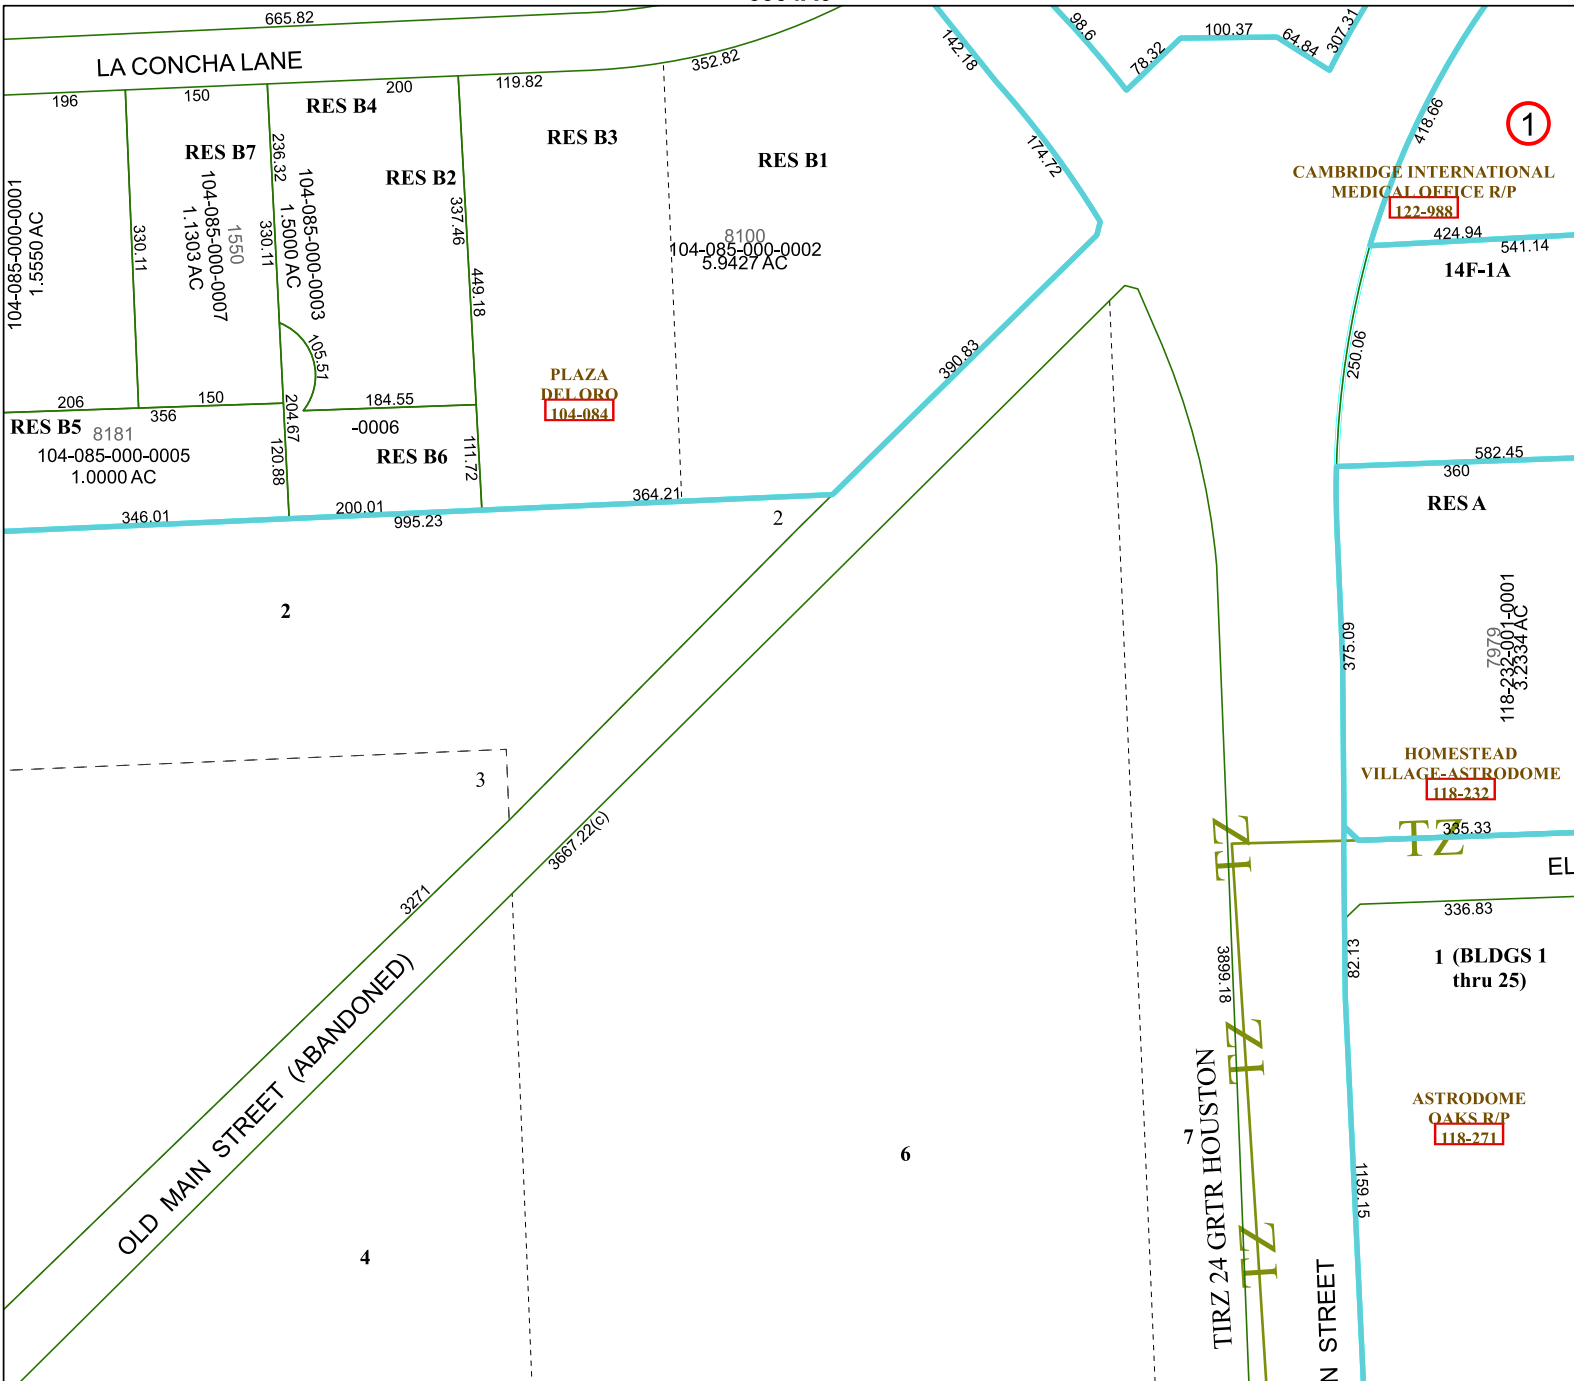 665.82
LA CONCHA LANE
352.82
142.18
98.6
78.32
100.37
64.84
307.31
418.66
1
196
150
200
119.82
RES B4
RES B7
RES B3
RES B2
RES B1
174.72
CAMBRIDGE INTERNATIONAL
MEDICAL OFFICE R/P
122-988
424.94
541.14
14F-1A
104-085-000-0001
1.5550 AC
330.11
104-085-000-0007
1550
1.1303 AC
236.32
330.11
104-085-000-0003
1.5000 AC
337.46
449.18
8100
104-085-000-0002
5.9427 AC
105.51
390.83
250.06
PLAZA
DEL ORO
104-084
206
356
150
204.67
184.55
-0006
RES B5
8181
104-085-000-0005
1.0000 AC
120.88
RES B6
111.72
346.01
200.01
995.23
364.21
2
582.45
360
RES A
2
375.09
7979
118-232-001-0001
3.2334 AC
3
HOMESTEAD
VILLAGE-ASTRODOME
118-232
TZ
TZ
335.33
EL
3667.22(c)
3271
336.83
82.13
1 (BLDGS 1
thru 25)
3899.18
OLD MAIN STREET (ABANDONED)
TZ
ASTRODOME
OAKS R/P
118-271
6
7
TIRZ 24 GRTR HOUSTON
1159.15
4
TZ
N STREET